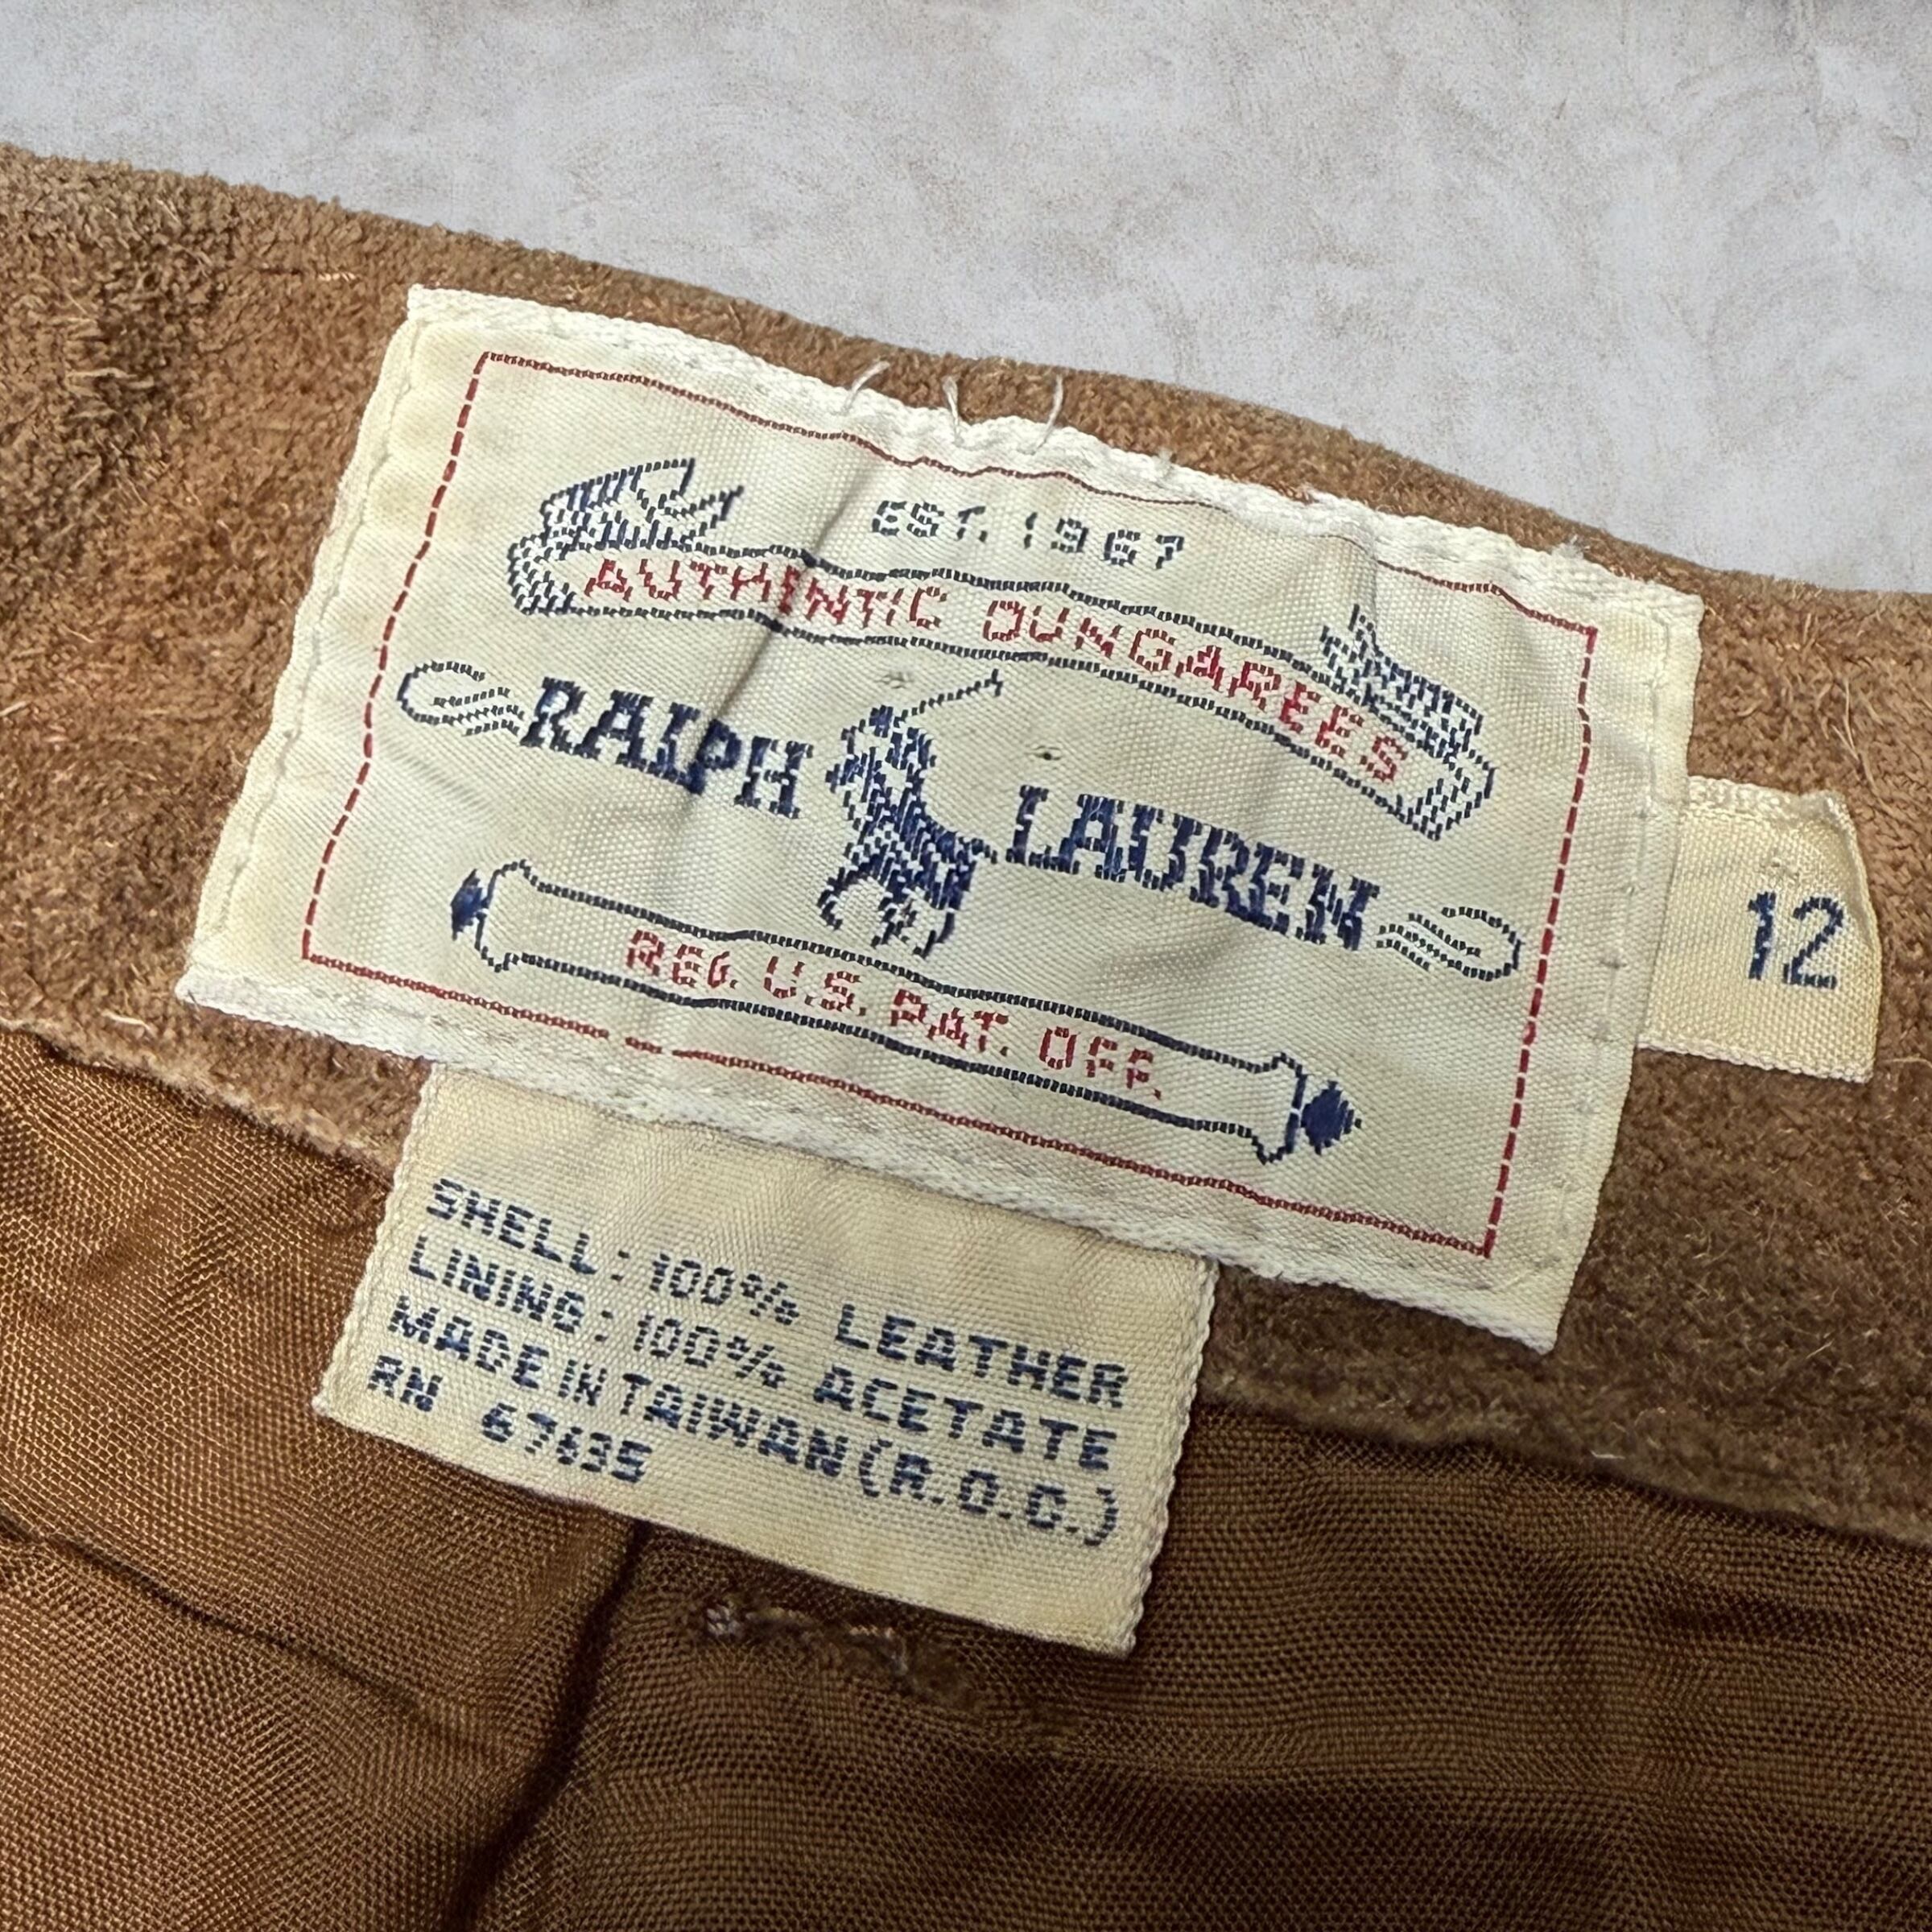 EST. 1967
AUTHENTIC DUNGAREES
RALPH LAUREN
REG. U.S. PAT. OFF.
12
SHELL: 100% LEATHER
LINING: 100% ACETATE
MADE IN TAIWAN (R.O.C.)
RN 67635